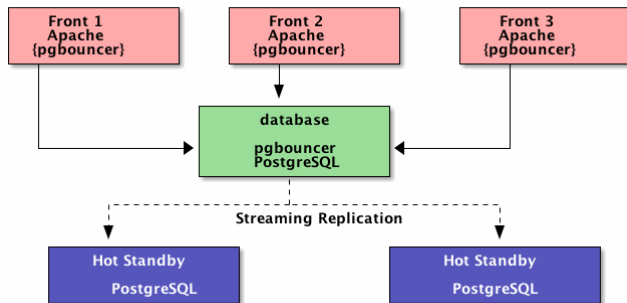 Front 1
Apache
{pgbouncer}
Front 2
Apache
{pgbouncer}
Front 3
Apache
{pgbouncer}
database
pgbouncer
PostgreSQL
Streaming Replication
Hot Standby
PostgreSQL
Hot Standby
PostgreSQL